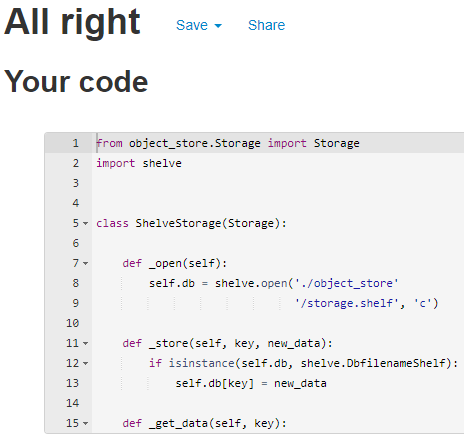 All right Save Share
Your code
1 from object_store.Storage import Storage
2 import shelve
3
4
5 class ShelveStorage(Storage):
6
7     def _open(self):
8         self.db = shelve.open('./object_store'
9                               '/storage.shelf', 'c')
10
11     def _store(self, key, new_data):
12         if isinstance(self.db, shelve.DbfilenameShelf):
13             self.db[key] = new_data
14
15     def _get_data(self, key):